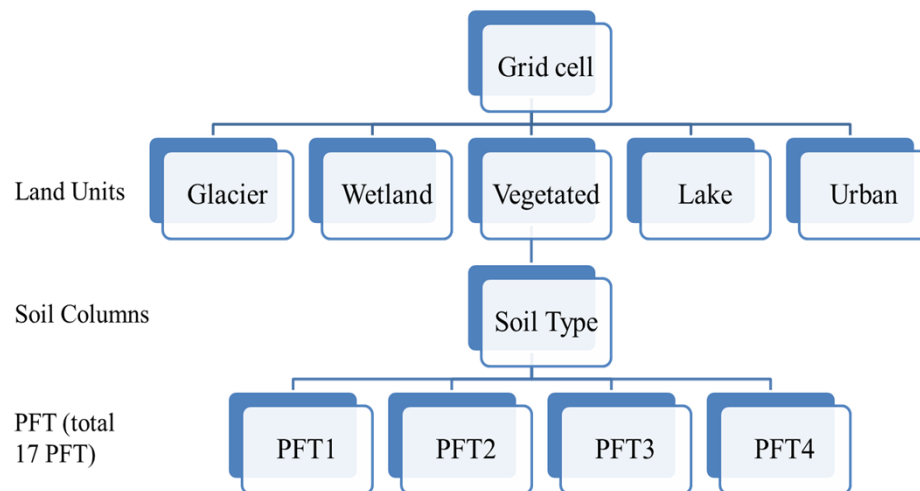 Grid cell
Land Units
Glacier
Wetland
Vegetated
Lake
Urban
Soil Columns
Soil Type
PFT (total
17 PFT)
PFT1
PFT2
PFT3
PFT4